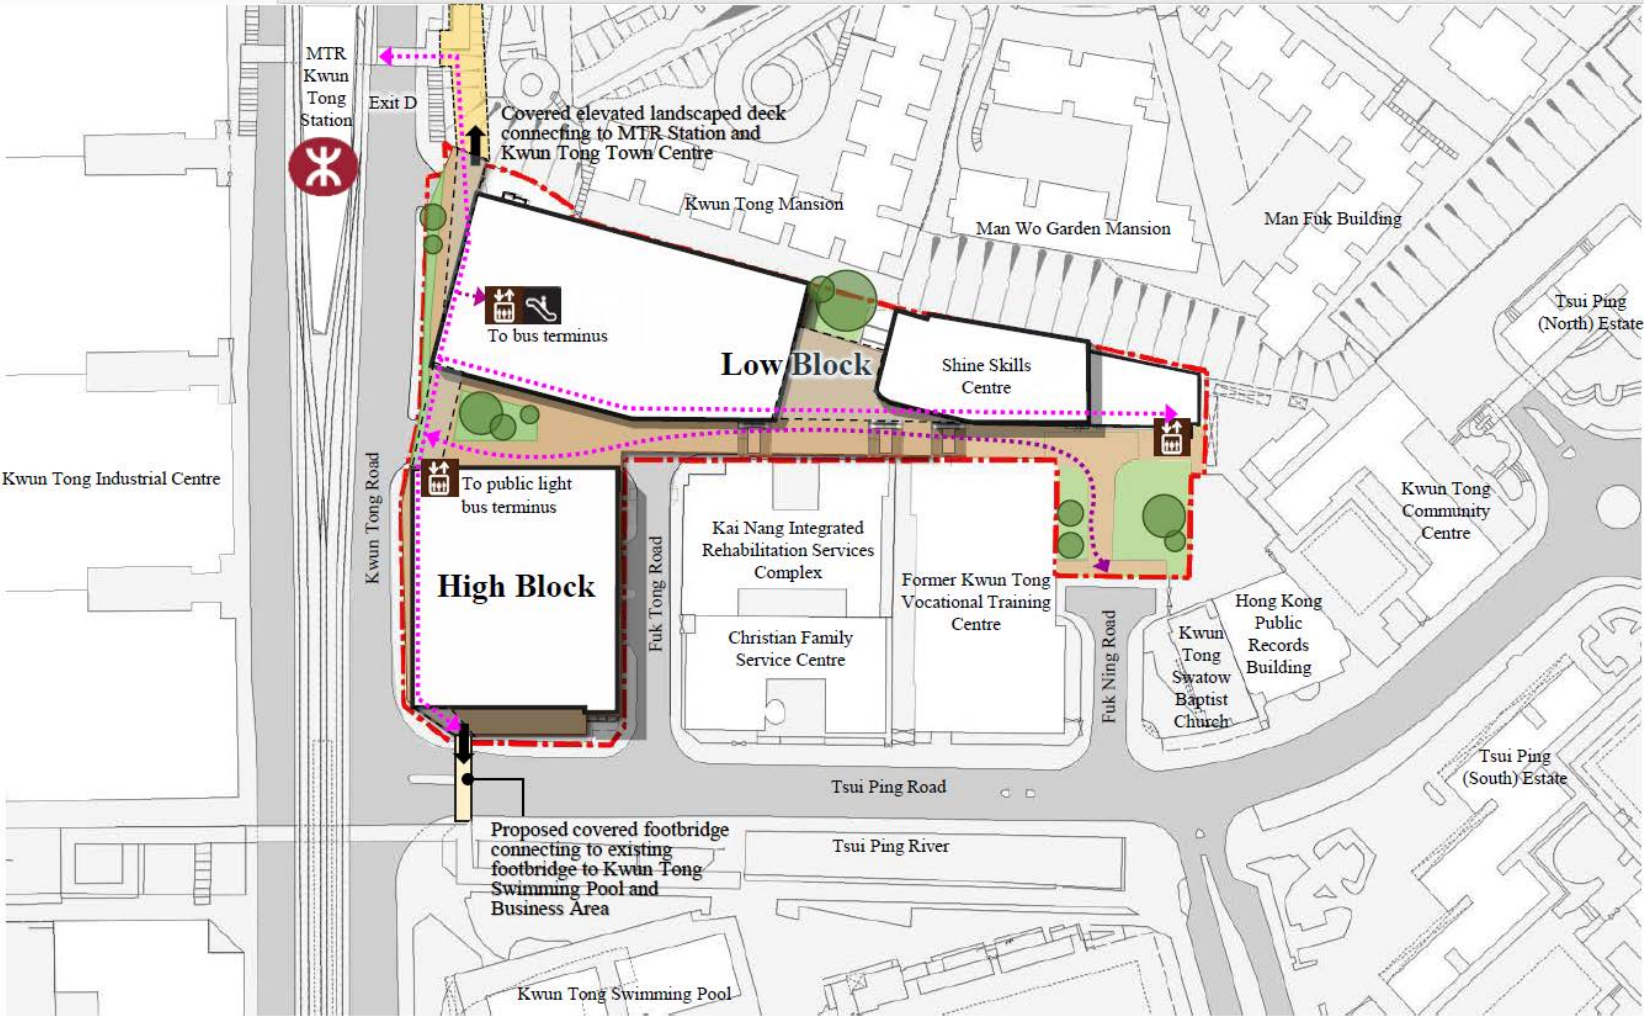 MTR
Kwun
Tong
Station
Exit D
Covered elevated landscaped deck
connecting to MTR Station and
Kwun Tong Town Centre
Kwun Tong Mansion
Man Wo Garden Mansion
Man Fuk Building
Tsui Ping
(North) Estate
To bus terminus
Low Block
Shine Skills
Centre
Kwun Tong Industrial Centre
Kwun Tong Road
To public light
bus terminus
High Block
Fuk Tong Road
Kai Nang Integrated
Rehabilitation Services
Complex
Christian Family
Service Centre
Former Kwun Tong
Vocational Training
Centre
Fuk Ning Road
Kwun Tong
Community
Centre
Hong Kong
Public
Records
Building
Kwun
Tong
Swatow
Baptist
Church
Tsui Ping
(South) Estate
Tsui Ping Road
Proposed covered footbridge
connecting to existing
footbridge to Kwun Tong
Swimming Pool and
Business Area
Tsui Ping River
Kwun Tong Swimming Pool